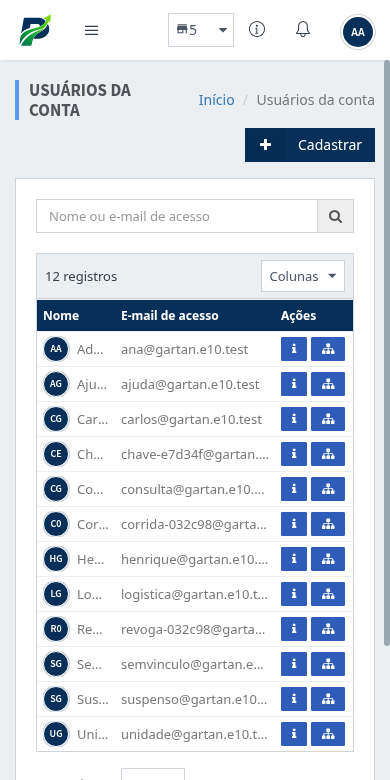 5
AA
USUÁRIOS DA
CONTA
Início / Usuários da conta
Cadastrar
Nome ou e-mail de acesso
12 registros
Colunas
Nome E-mail de acesso Ações
AA Ad... ana@gartan.e10.test
AG Aju... ajuda@gartan.e10.test
CG Car... carlos@gartan.e10.test
CE Ch... chave-e7d34f@gartan....
CG Co... consulta@gartan.e10....
C0 Cor... corrida-032c98@garta...
HG He... henrique@gartan.e10....
LG Lo... logistica@gartan.e10.t...
R0 Re... revoga-032c98@garta...
SG Se... semvinculo@gartan.e...
SG Sus... suspenso@gartan.e10...
UG Uni... unidade@gartan.e10.t...